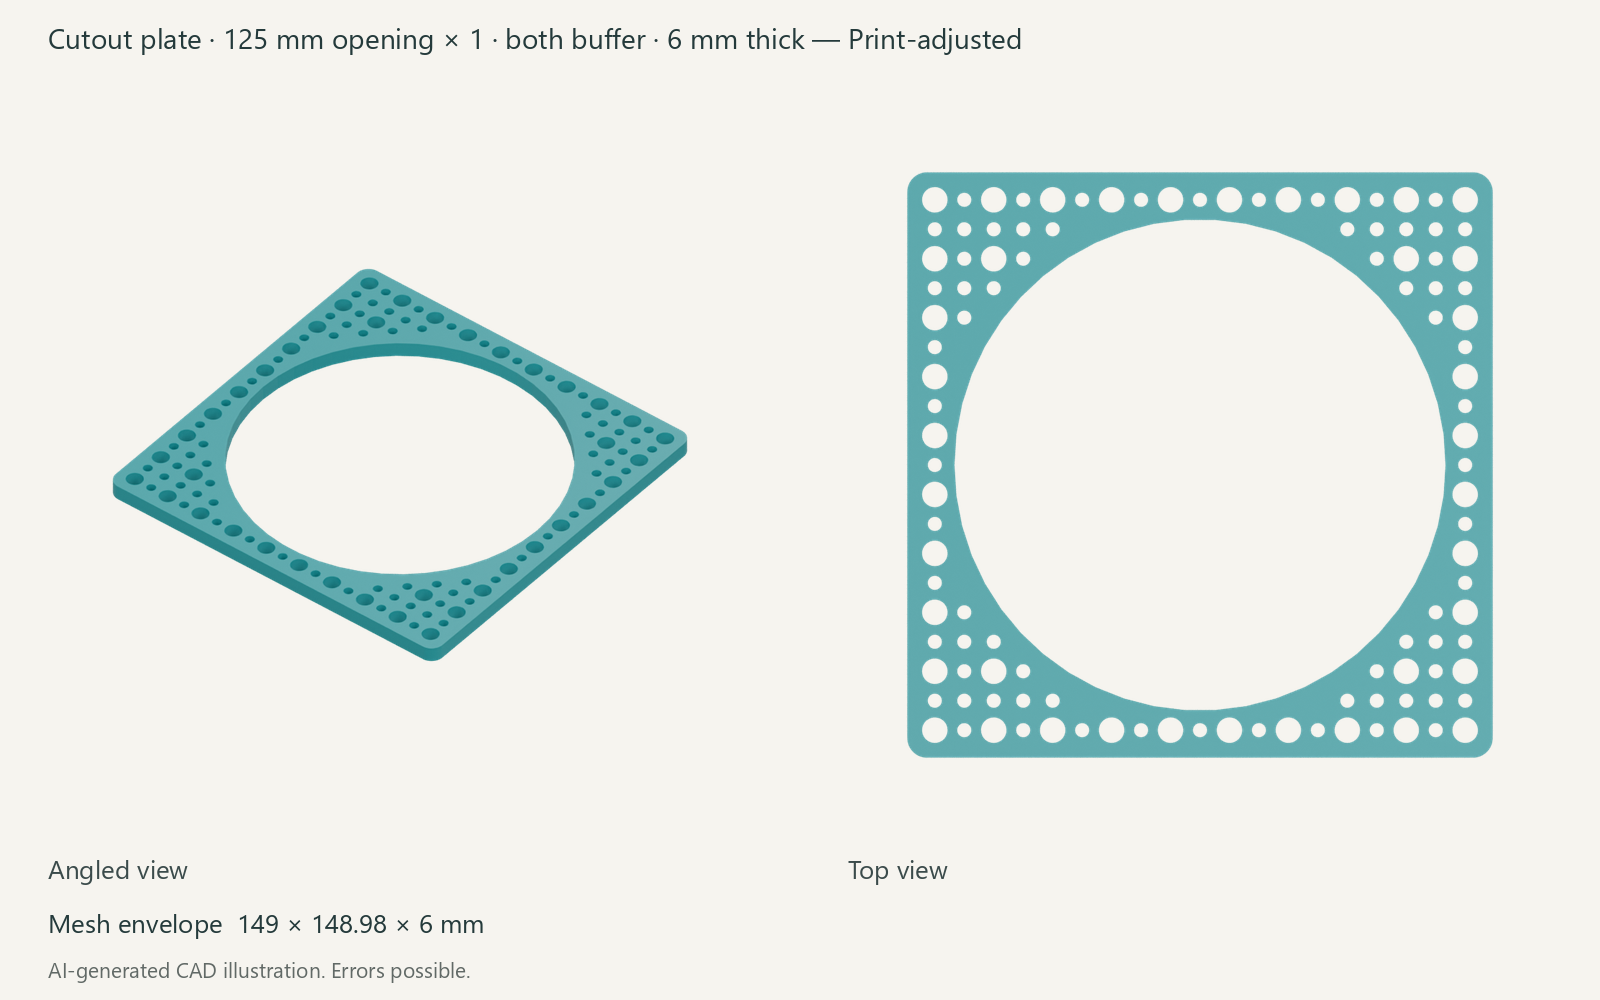 Cutout plate · 125 mm opening × 1 · both buffer · 6 mm thick — Print-adjusted
Angled view
Top view
Mesh envelope 149 × 148.98 × 6 mm
AI-generated CAD illustration. Errors possible.